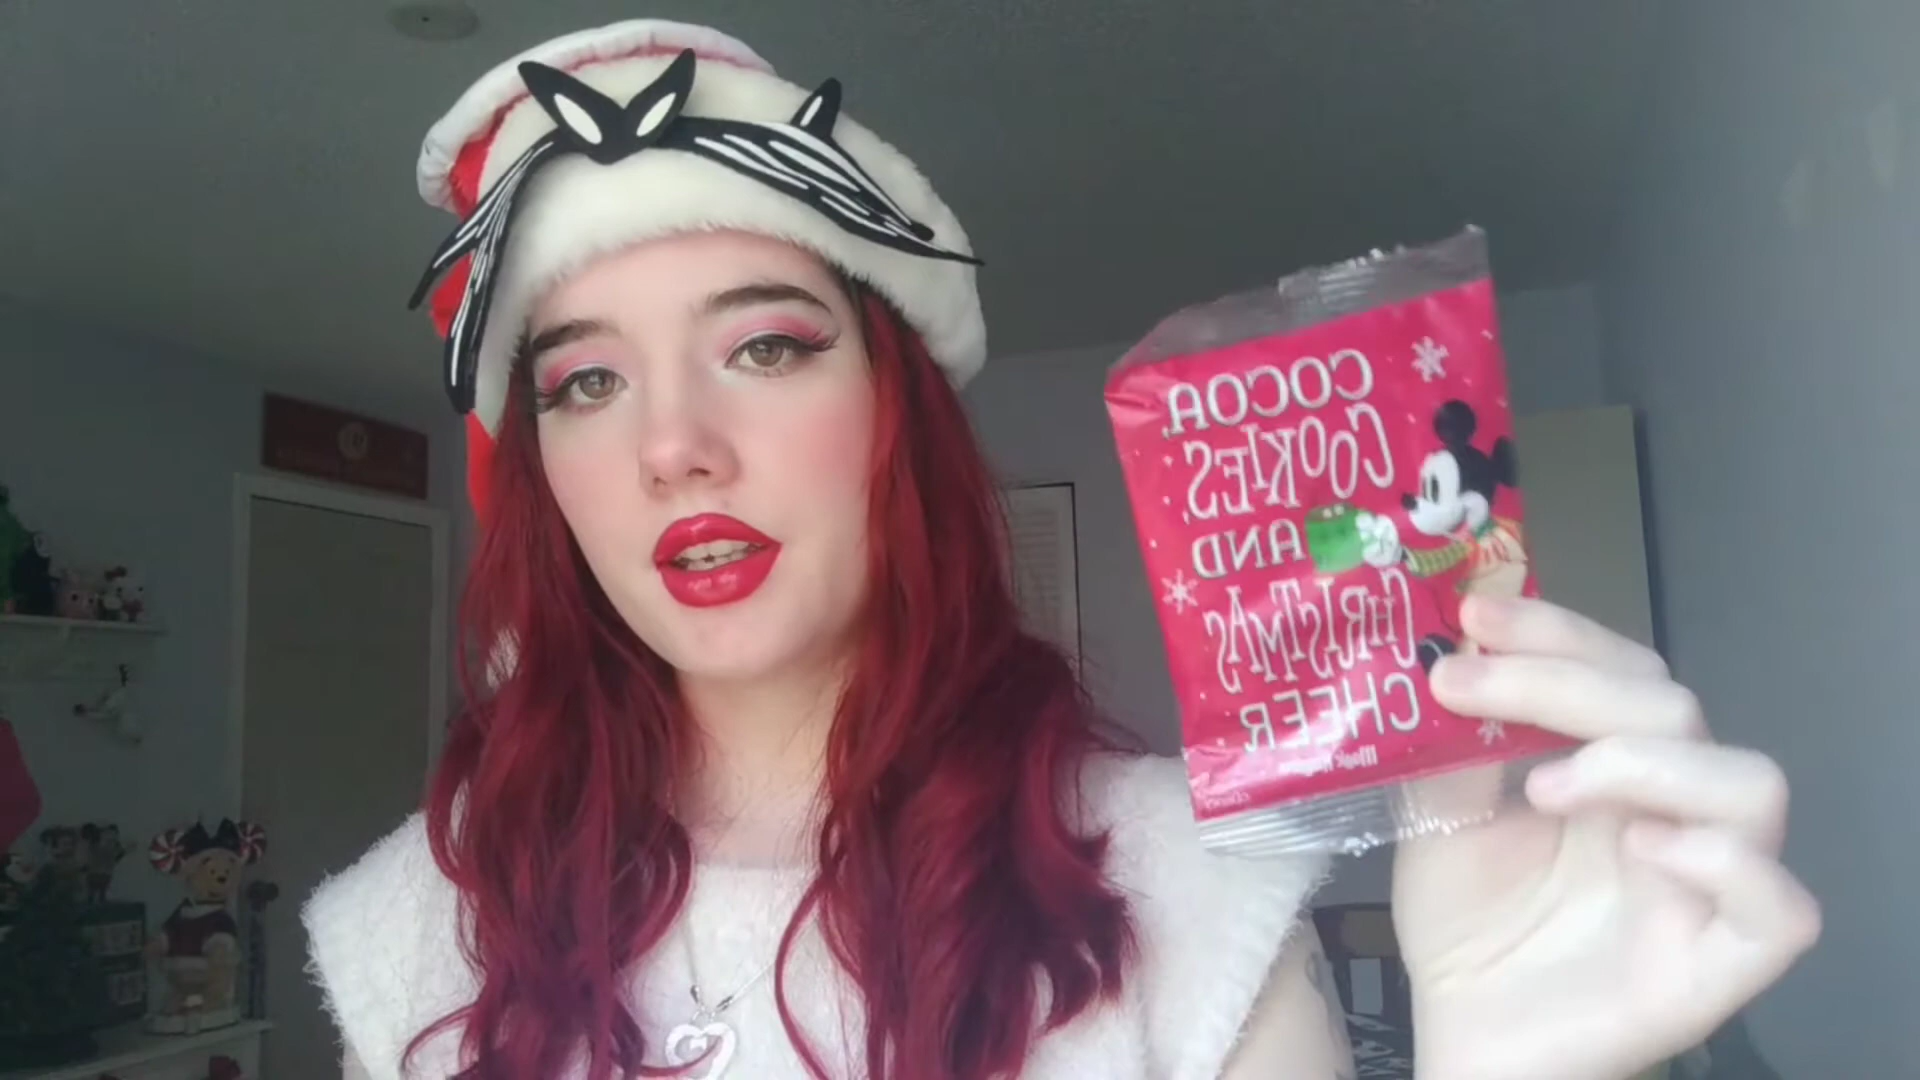 COCOA,
COOKIES,
AND
CHRISTMAS
CHEER